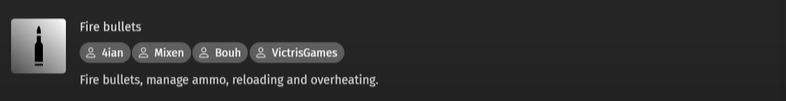 Fire bullets
4ian Mixen Bouh VictrisGames
Fire bullets, manage ammo, reloading and overheating.